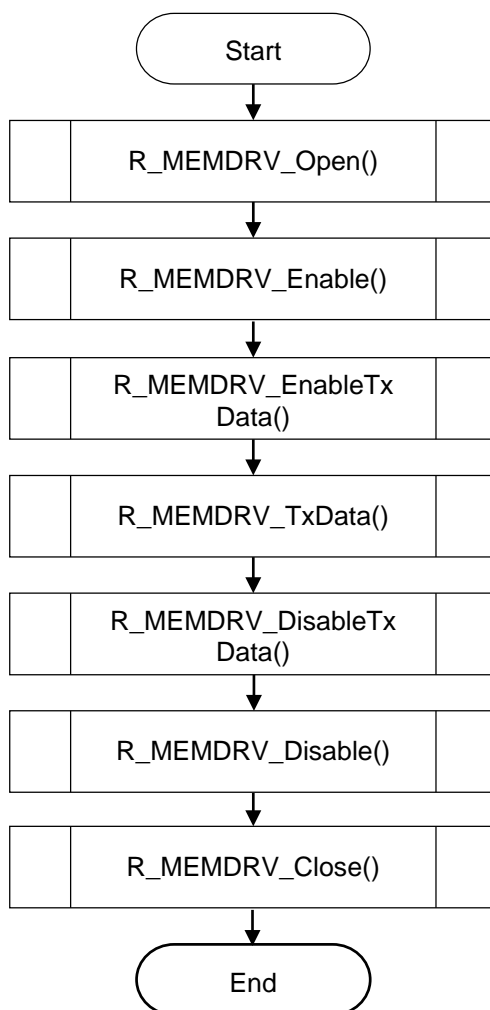 Start
R_MEMDRV_Open()
R_MEMDRV_Enable()
R_MEMDRV_EnableTx
Data()
R_MEMDRV_TxData()
R_MEMDRV_DisableTx
Data()
R_MEMDRV_Disable()
R_MEMDRV_Close()
End